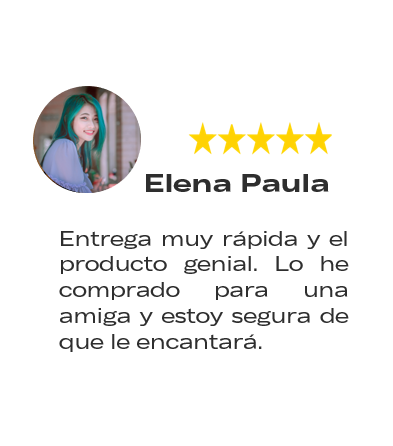 Elena Paula
Entrega muy rápida y el
producto genial. Lo he
comprado para una
amiga y estoy segura de
que le encantará.